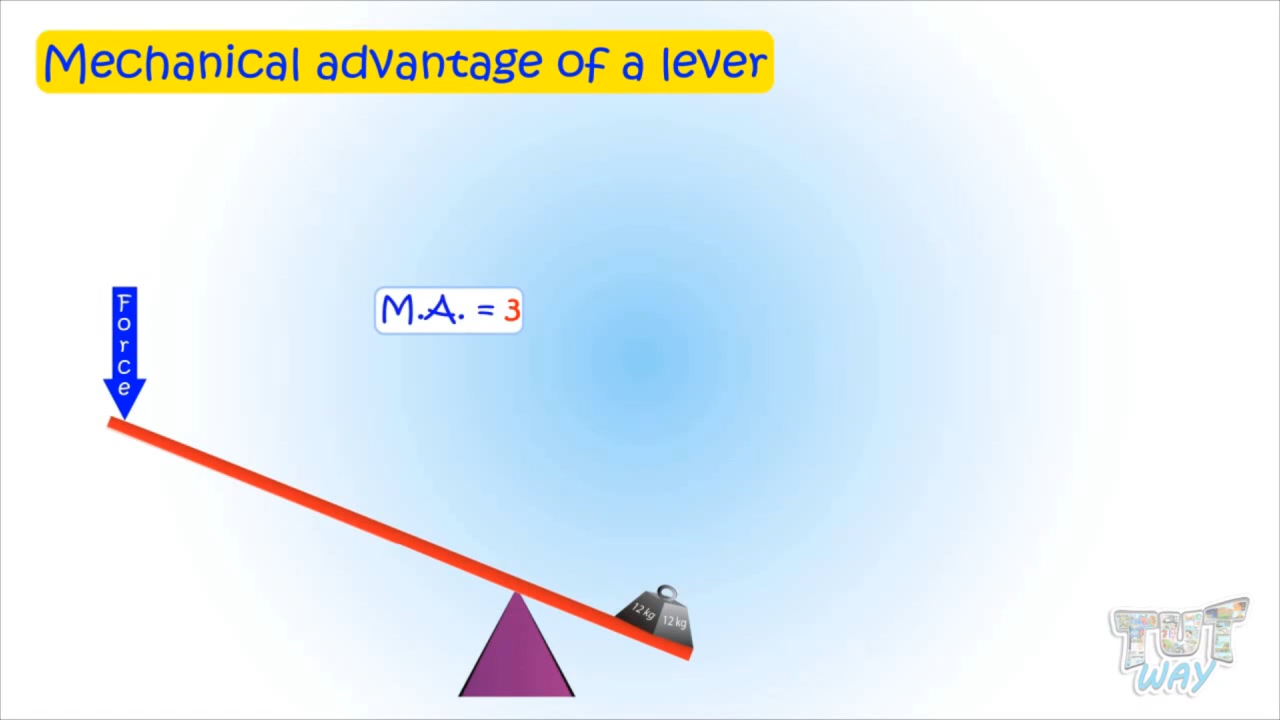 Mechanical advantage of a lever
Force
M.A. = 3
12 kg
12 kg
TUT
WAY